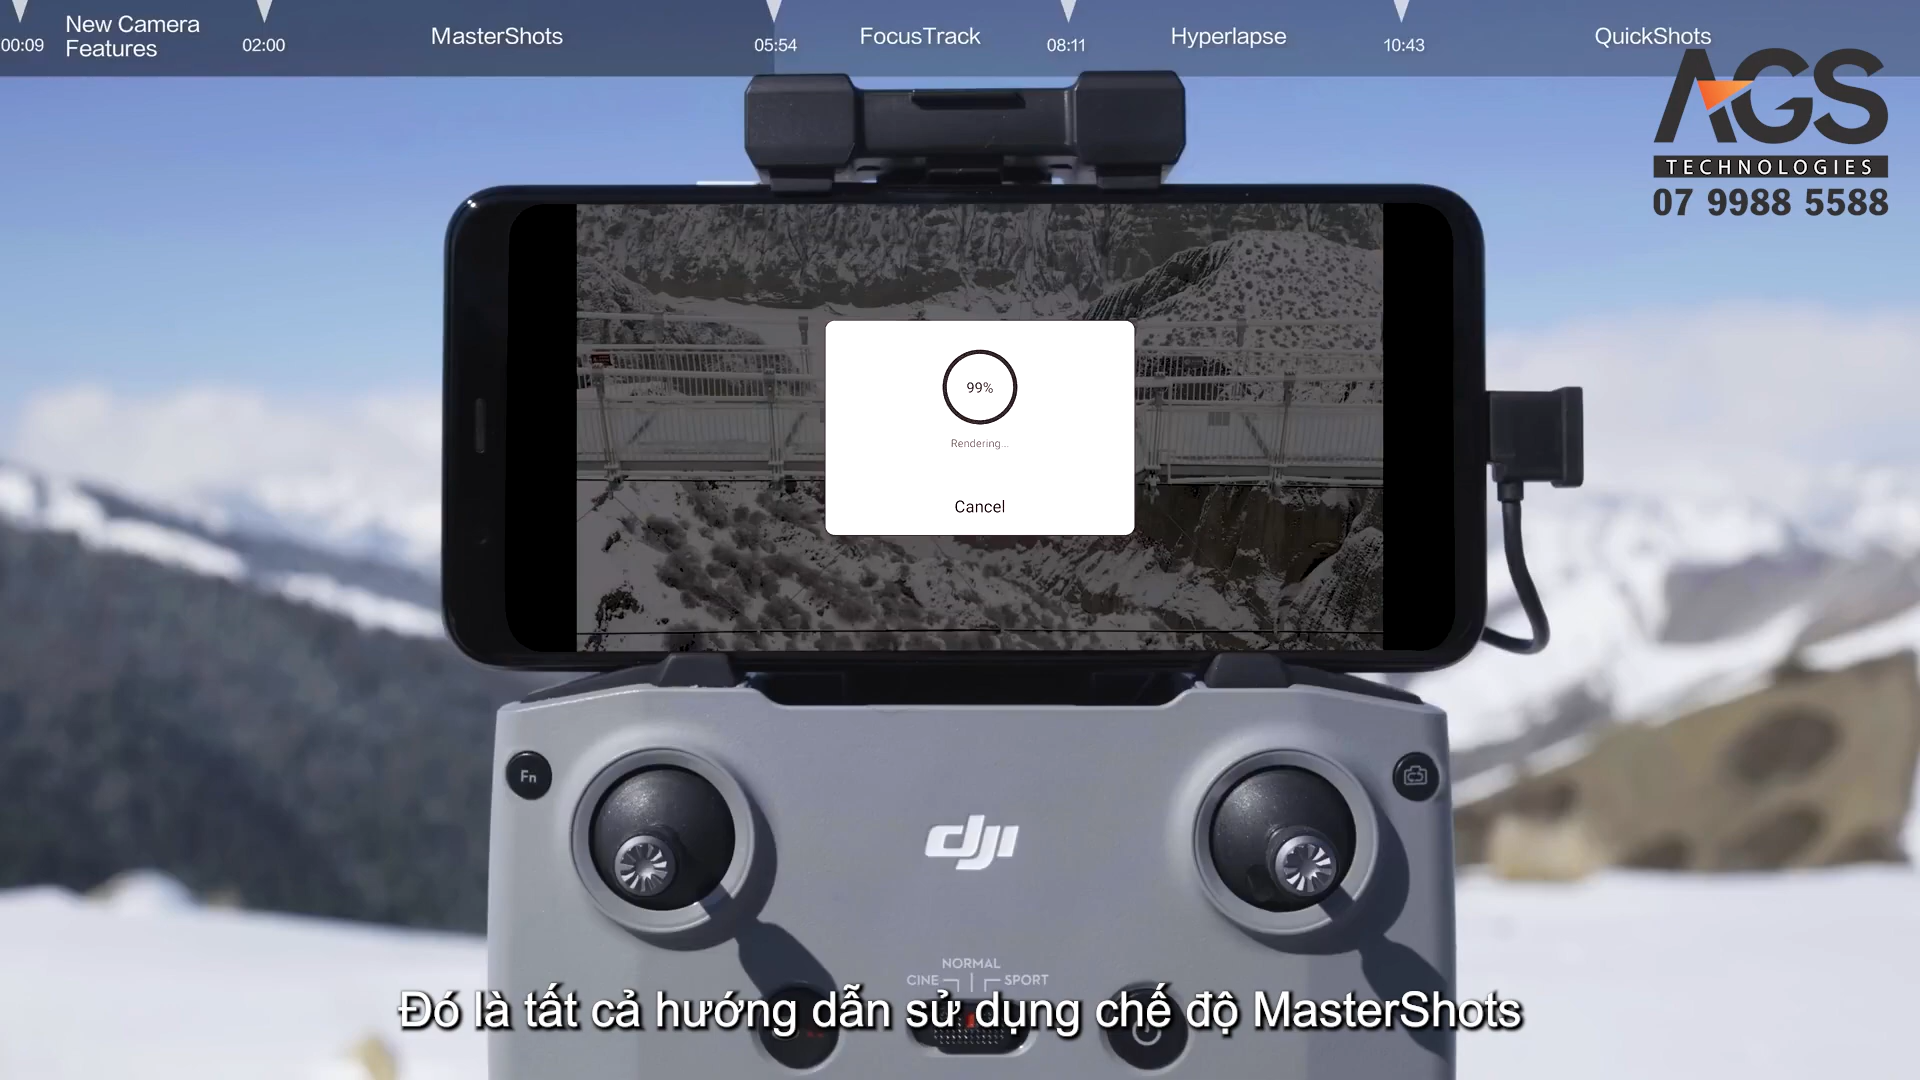 00:09
New Camera
Features
02:00
MasterShots
05:54
FocusTrack
08:11
Hyperlapse
10:43
QuickShots
AGS
TECHNOLOGIES
07 9988 5588
99%
Rendering...
Cancel
Fn
dji
NORMAL
CINE
SPORT
Đó là tất cả hướng dẫn sử dụng chế độ MasterShots